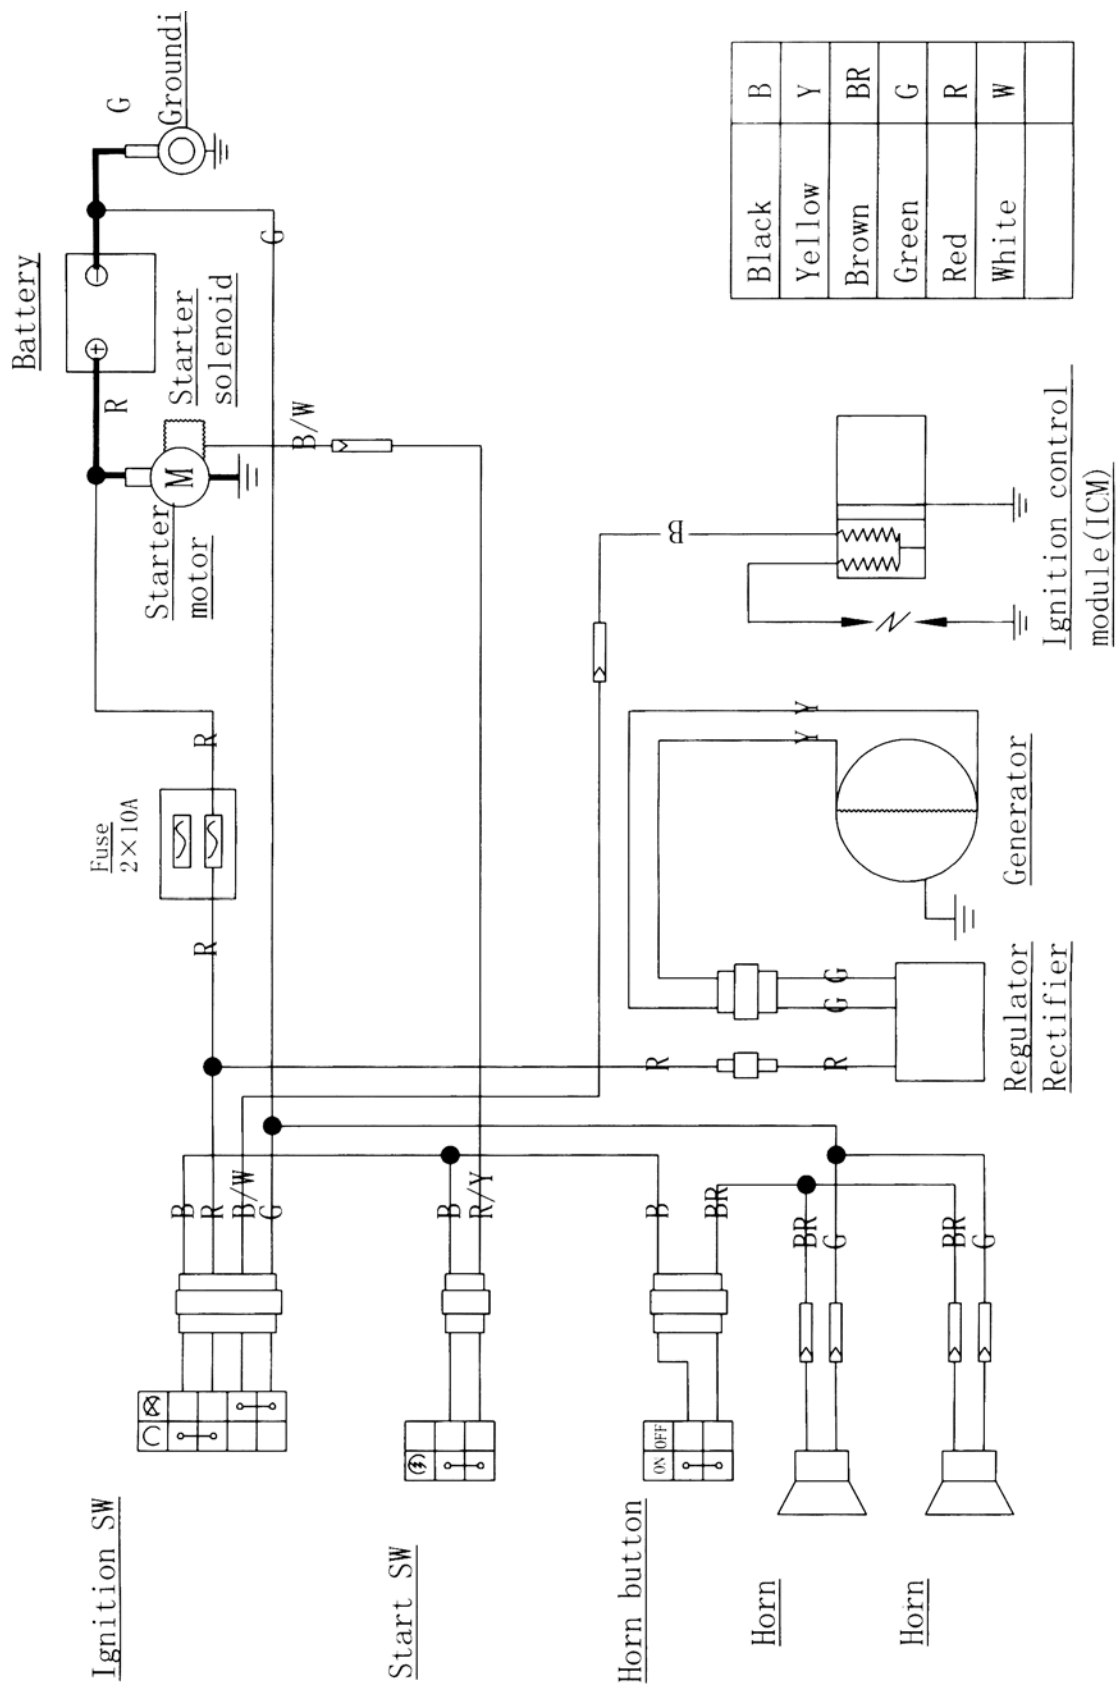 Battery
G
Groundi
R
Starter
solenoid
G
B/W
Starter
motor
M
Fuse
2×10A
R
R
B
R
B/W
G
Ignition SW
B
R/Y
Start SW
B
BR
ON OFF
Horn button
BR
G
Horn
BR
G
Horn
R
R
G
G
Regulator
Rectifier
Y
Y
Generator
B
Ignition control
module(ICM)
Black B
Yellow Y
Brown BR
Green G
Red R
White W